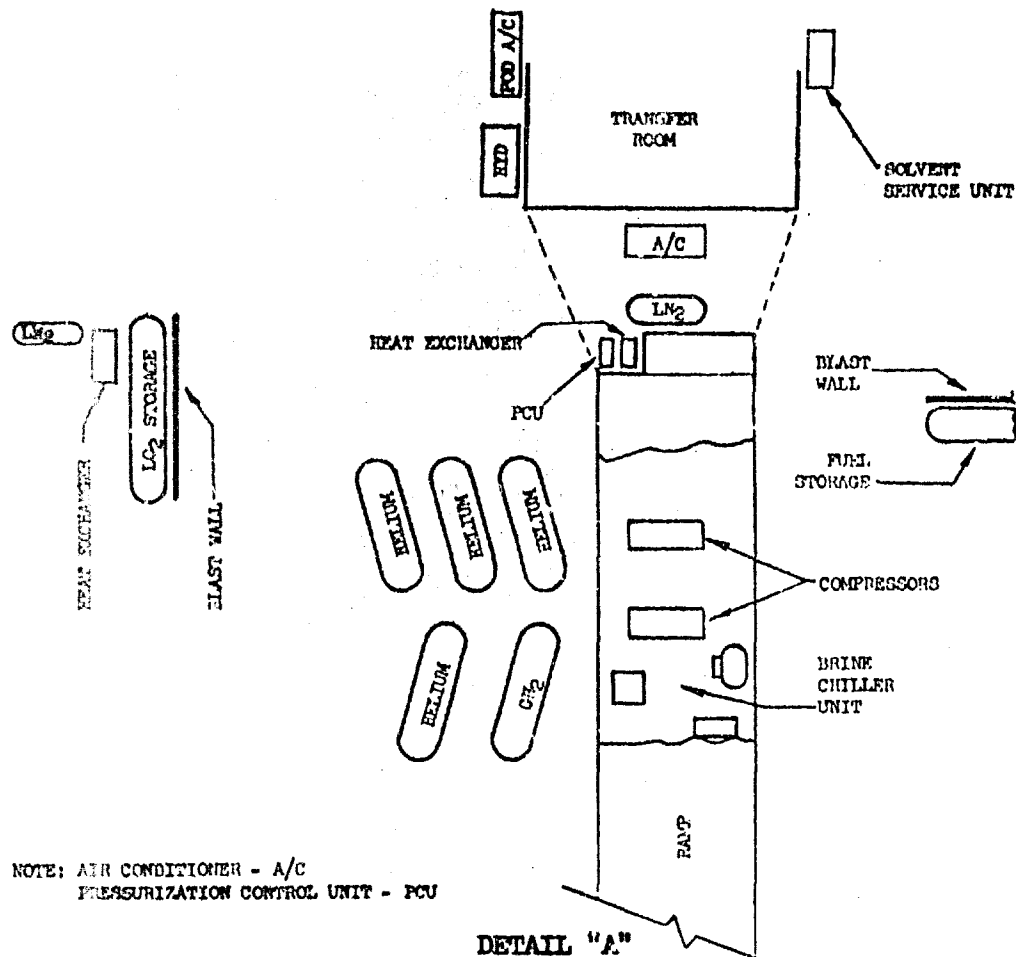 POD A/C
HYD
TRANSFER
ROOM
SOLVENT
SERVICE UNIT
A/C
LN2
HEAT EXCHANGER
PCU
LN2
HEAT EXCHANGER
LO2 STORAGE
BLAST WALL
BLAST
WALL
FUEL
STORAGE
HELIUM
HELIUM
HELIUM
HELIUM
GN2
COMPRESSORS
BRINE
CHILLER
UNIT
RAMP
NOTE: AIR CONDITIONER - A/C
PRESSURIZATION CONTROL UNIT - PCU
DETAIL "A"